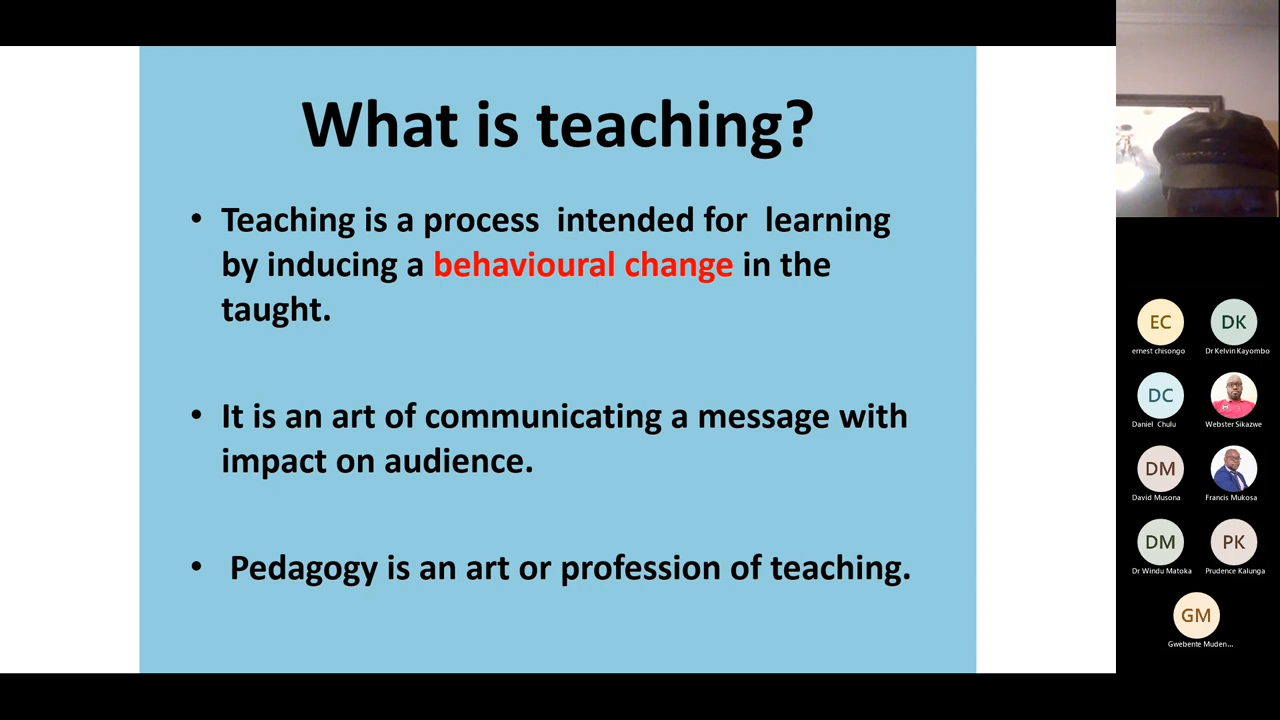 What is teaching?
• Teaching is a process intended for learning
by inducing a behavioural change in the
taught.
• It is an art of communicating a message with
impact on audience.
• Pedagogy is an art or profession of teaching.
EC
ernest chisongo
DK
Dr Kelvin Kayombo
DC
Daniel Chulu
Webster Sikazwe
DM
David Musona
Francis Mukosa
DM
Dr Windu Matoka
PK
Prudence Kalunga
GM
Gwebente Muden...